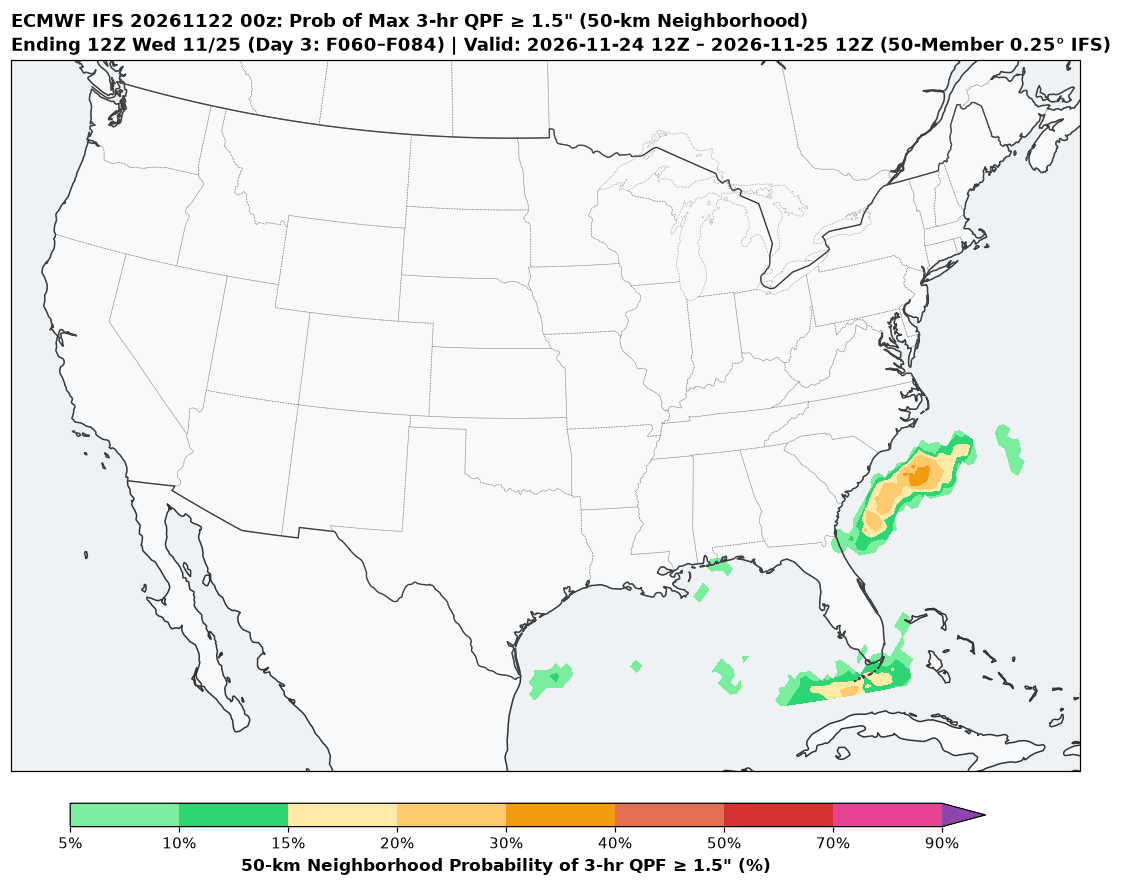 ECMWF IFS 20261122 00z: Prob of Max 3-hr QPF ≥ 1.5" (50-km Neighborhood)
Ending 12Z Wed 11/25 (Day 3: F060–F084) | Valid: 2026-11-24 12Z – 2026-11-25 12Z (50-Member 0.25° IFS)
5% 10% 15% 20% 30% 40% 50% 70% 90%
50-km Neighborhood Probability of 3-hr QPF ≥ 1.5" (%)